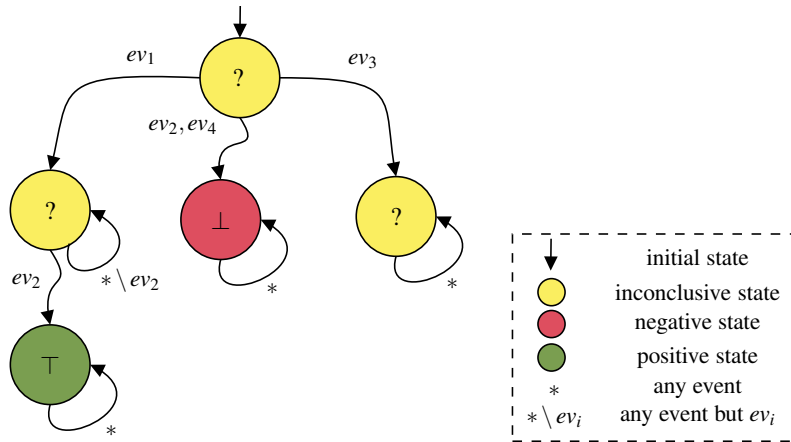 ev₁
?
ev₃
ev₂, ev₄
?
⊥
?
ev₂
* \ ev₂
*
*
⊤
*
initial state
inconclusive state
negative state
positive state
* any event
* \ evᵢ any event but evᵢ